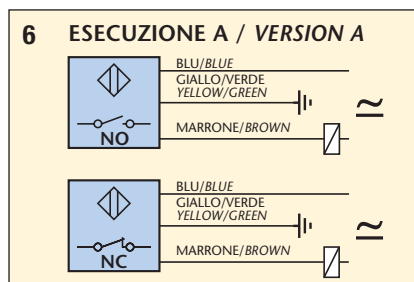 6 ESECUZIONE A / VERSION A
BLU/BLUE
GIALLO/VERDE
YELLOW/GREEN
MARRONE/BROWN
NO
BLU/BLUE
GIALLO/VERDE
YELLOW/GREEN
MARRONE/BROWN
NC